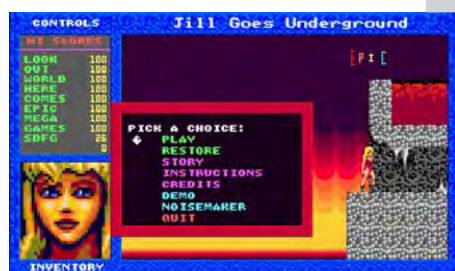 CONTROLS
Jill Goes Underground
HI SCORES
LOOK 100
OUT 100
WORLD 100
HERE 100
COMES 100
EPIC 100
MEGA 100
GAMES 100
SDFG 26
0
PICK A CHOICE:
PLAY
RESTORE
STORY
INSTRUCTIONS
CREDITS
DEMO
NOISEMAKER
QUIT
INVENTORY